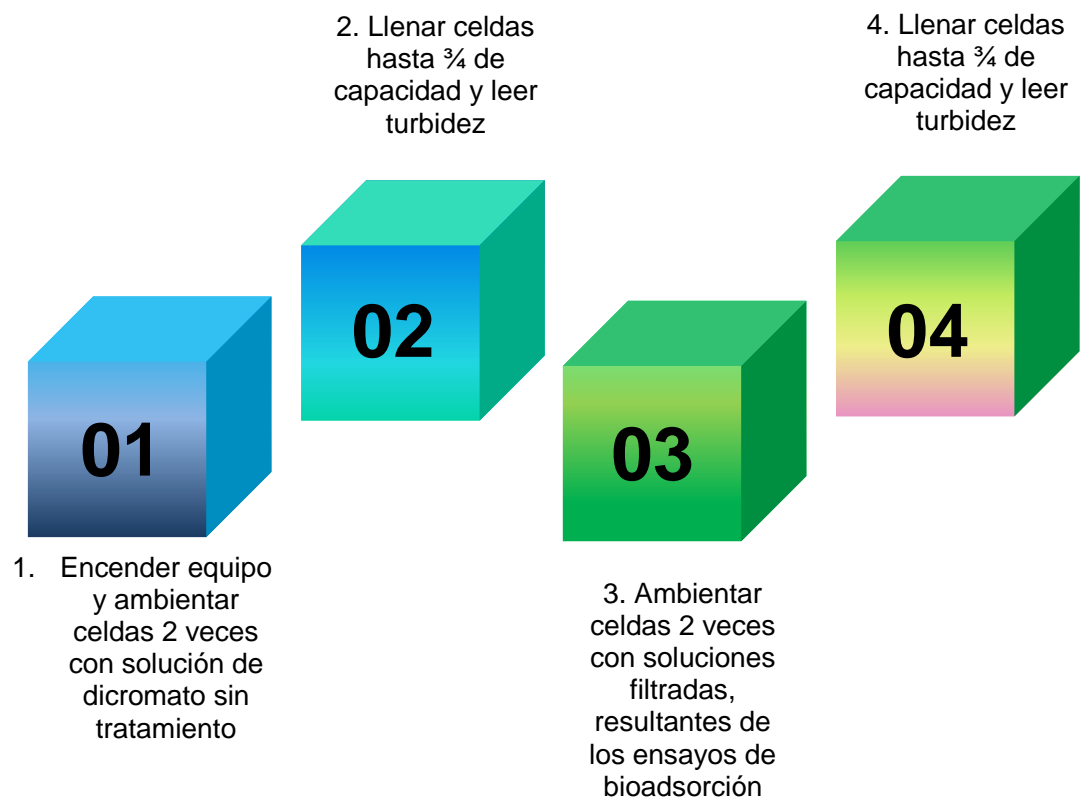 01
1. Encender equipo
y ambientar
celdas 2 veces
con solución de
dicromato sin
tratamiento
2. Llenar celdas
hasta ¾ de
capacidad y leer
turbidez
02
03
3. Ambientar
celdas 2 veces
con soluciones
filtradas,
resultantes de
los ensayos de
bioadsorción
4. Llenar celdas
hasta ¾ de
capacidad y leer
turbidez
04